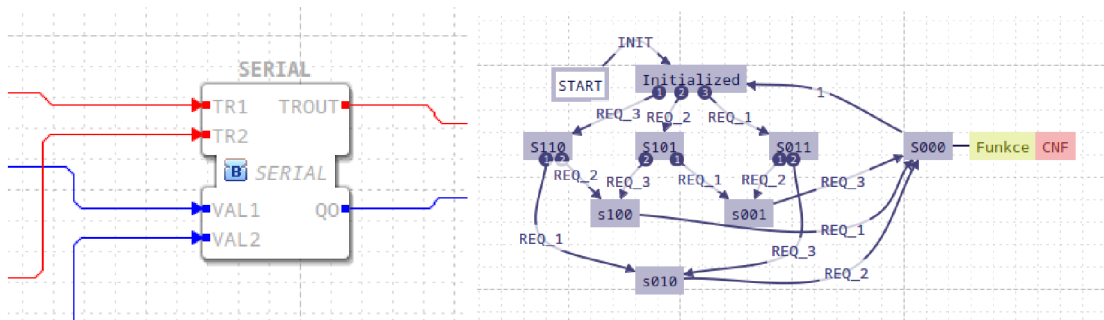 SERIAL
TR1 TROUT
TR2
B SERIAL
VAL1 QO
VAL2
INIT
START
Initialized
1 2 3
1
REQ_3 REQ_2 REQ_1
S110 S101 S011 S000 Funkce CNF
1 2 2 1 1 2
REQ_2 REQ_3 REQ_1 REQ_2 REQ_3
s100 s001
REQ_1
REQ_1 REQ_3
REQ_2
s010